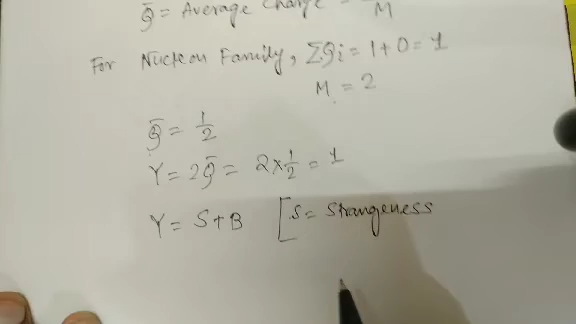 Q̄ = Average Charge =
M
For Nucleon Family, ΣQi = 1 + 0 = 1
M = 2
Q̄ = 1/2
Y = 2Q̄ = 2 × 1/2 = 1
Y = S + B [S = Strangeness